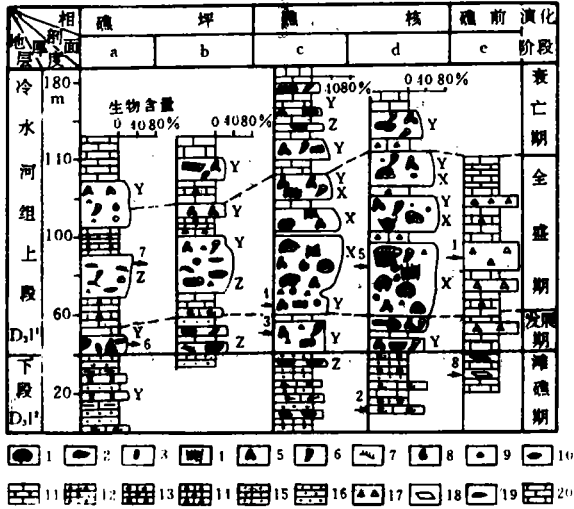 相 礁 坪 礁 核 礁 前 演化
剖面
地层 厚度 a b c d e 阶段
冷水河组上段
D₃l¹
下段
D₃l²
180
m
110
100
60
20
生物含量
0 40 80%
0 40 80%
40 80%
0 40 80%
Y
Z
X
衰亡期
全盛期
发展期
滩礁期
1 2 3 1 5 6 7 8 9 10
11 12 13 11 15 16 17 18 19 20